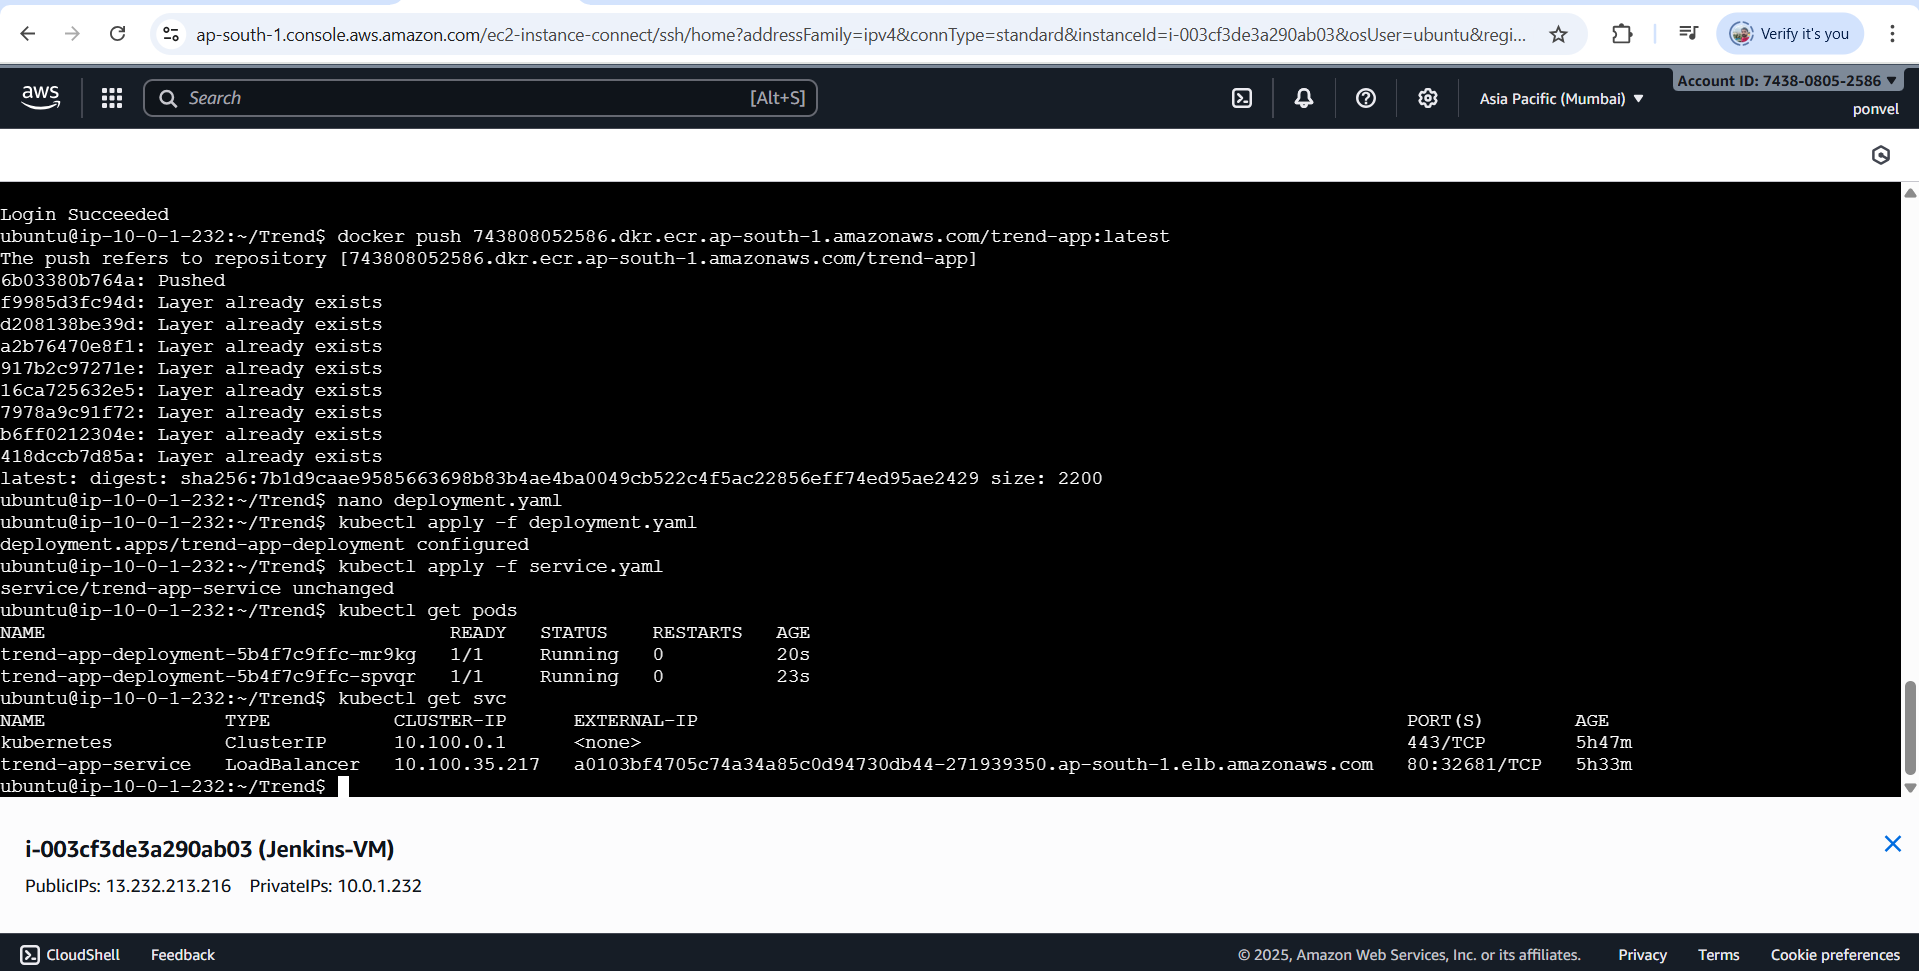 ap-south-1.console.aws.amazon.com/ec2-instance-connect/ssh/home?addressFamily=ipv4&connType=standard&instanceId=i-003cf3de3a290ab03&osUser=ubuntu&regi...
Verify it's you
aws
Search
[Alt+S]
Asia Pacific (Mumbai)
Account ID: 7438-0805-2586
ponvel
Login Succeeded
ubuntu@ip-10-0-1-232:~/Trend$ docker push 743808052586.dkr.ecr.ap-south-1.amazonaws.com/trend-app:latest
The push refers to repository [743808052586.dkr.ecr.ap-south-1.amazonaws.com/trend-app]
6b03380b764a: Pushed
f9985d3fc94d: Layer already exists
d208138be39d: Layer already exists
a2b76470e8f1: Layer already exists
917b2c97271e: Layer already exists
16ca725632e5: Layer already exists
7978a9c91f72: Layer already exists
b6ff0212304e: Layer already exists
418dccb7d85a: Layer already exists
latest: digest: sha256:7b1d9caae9585663698b83b4ae4ba0049cb522c4f5ac22856eff74ed95ae2429 size: 2200
ubuntu@ip-10-0-1-232:~/Trend$ nano deployment.yaml
ubuntu@ip-10-0-1-232:~/Trend$ kubectl apply -f deployment.yaml
deployment.apps/trend-app-deployment configured
ubuntu@ip-10-0-1-232:~/Trend$ kubectl apply -f service.yaml
service/trend-app-service unchanged
ubuntu@ip-10-0-1-232:~/Trend$ kubectl get pods
NAME READY STATUS RESTARTS AGE
trend-app-deployment-5b4f7c9ffc-mr9kg 1/1 Running 0 20s
trend-app-deployment-5b4f7c9ffc-spvqr 1/1 Running 0 23s
ubuntu@ip-10-0-1-232:~/Trend$ kubectl get svc
NAME TYPE CLUSTER-IP EXTERNAL-IP PORT(S) AGE
kubernetes ClusterIP 10.100.0.1 <none> 443/TCP 5h47m
trend-app-service LoadBalancer 10.100.35.217 a0103bf4705c74a34a85c0d94730db44-271939350.ap-south-1.elb.amazonaws.com 80:32681/TCP 5h33m
ubuntu@ip-10-0-1-232:~/Trend$
i-003cf3de3a290ab03 (Jenkins-VM)
PublicIPs: 13.232.213.216 PrivateIPs: 10.0.1.232
CloudShell Feedback © 2025, Amazon Web Services, Inc. or its affiliates. Privacy Terms Cookie preferences